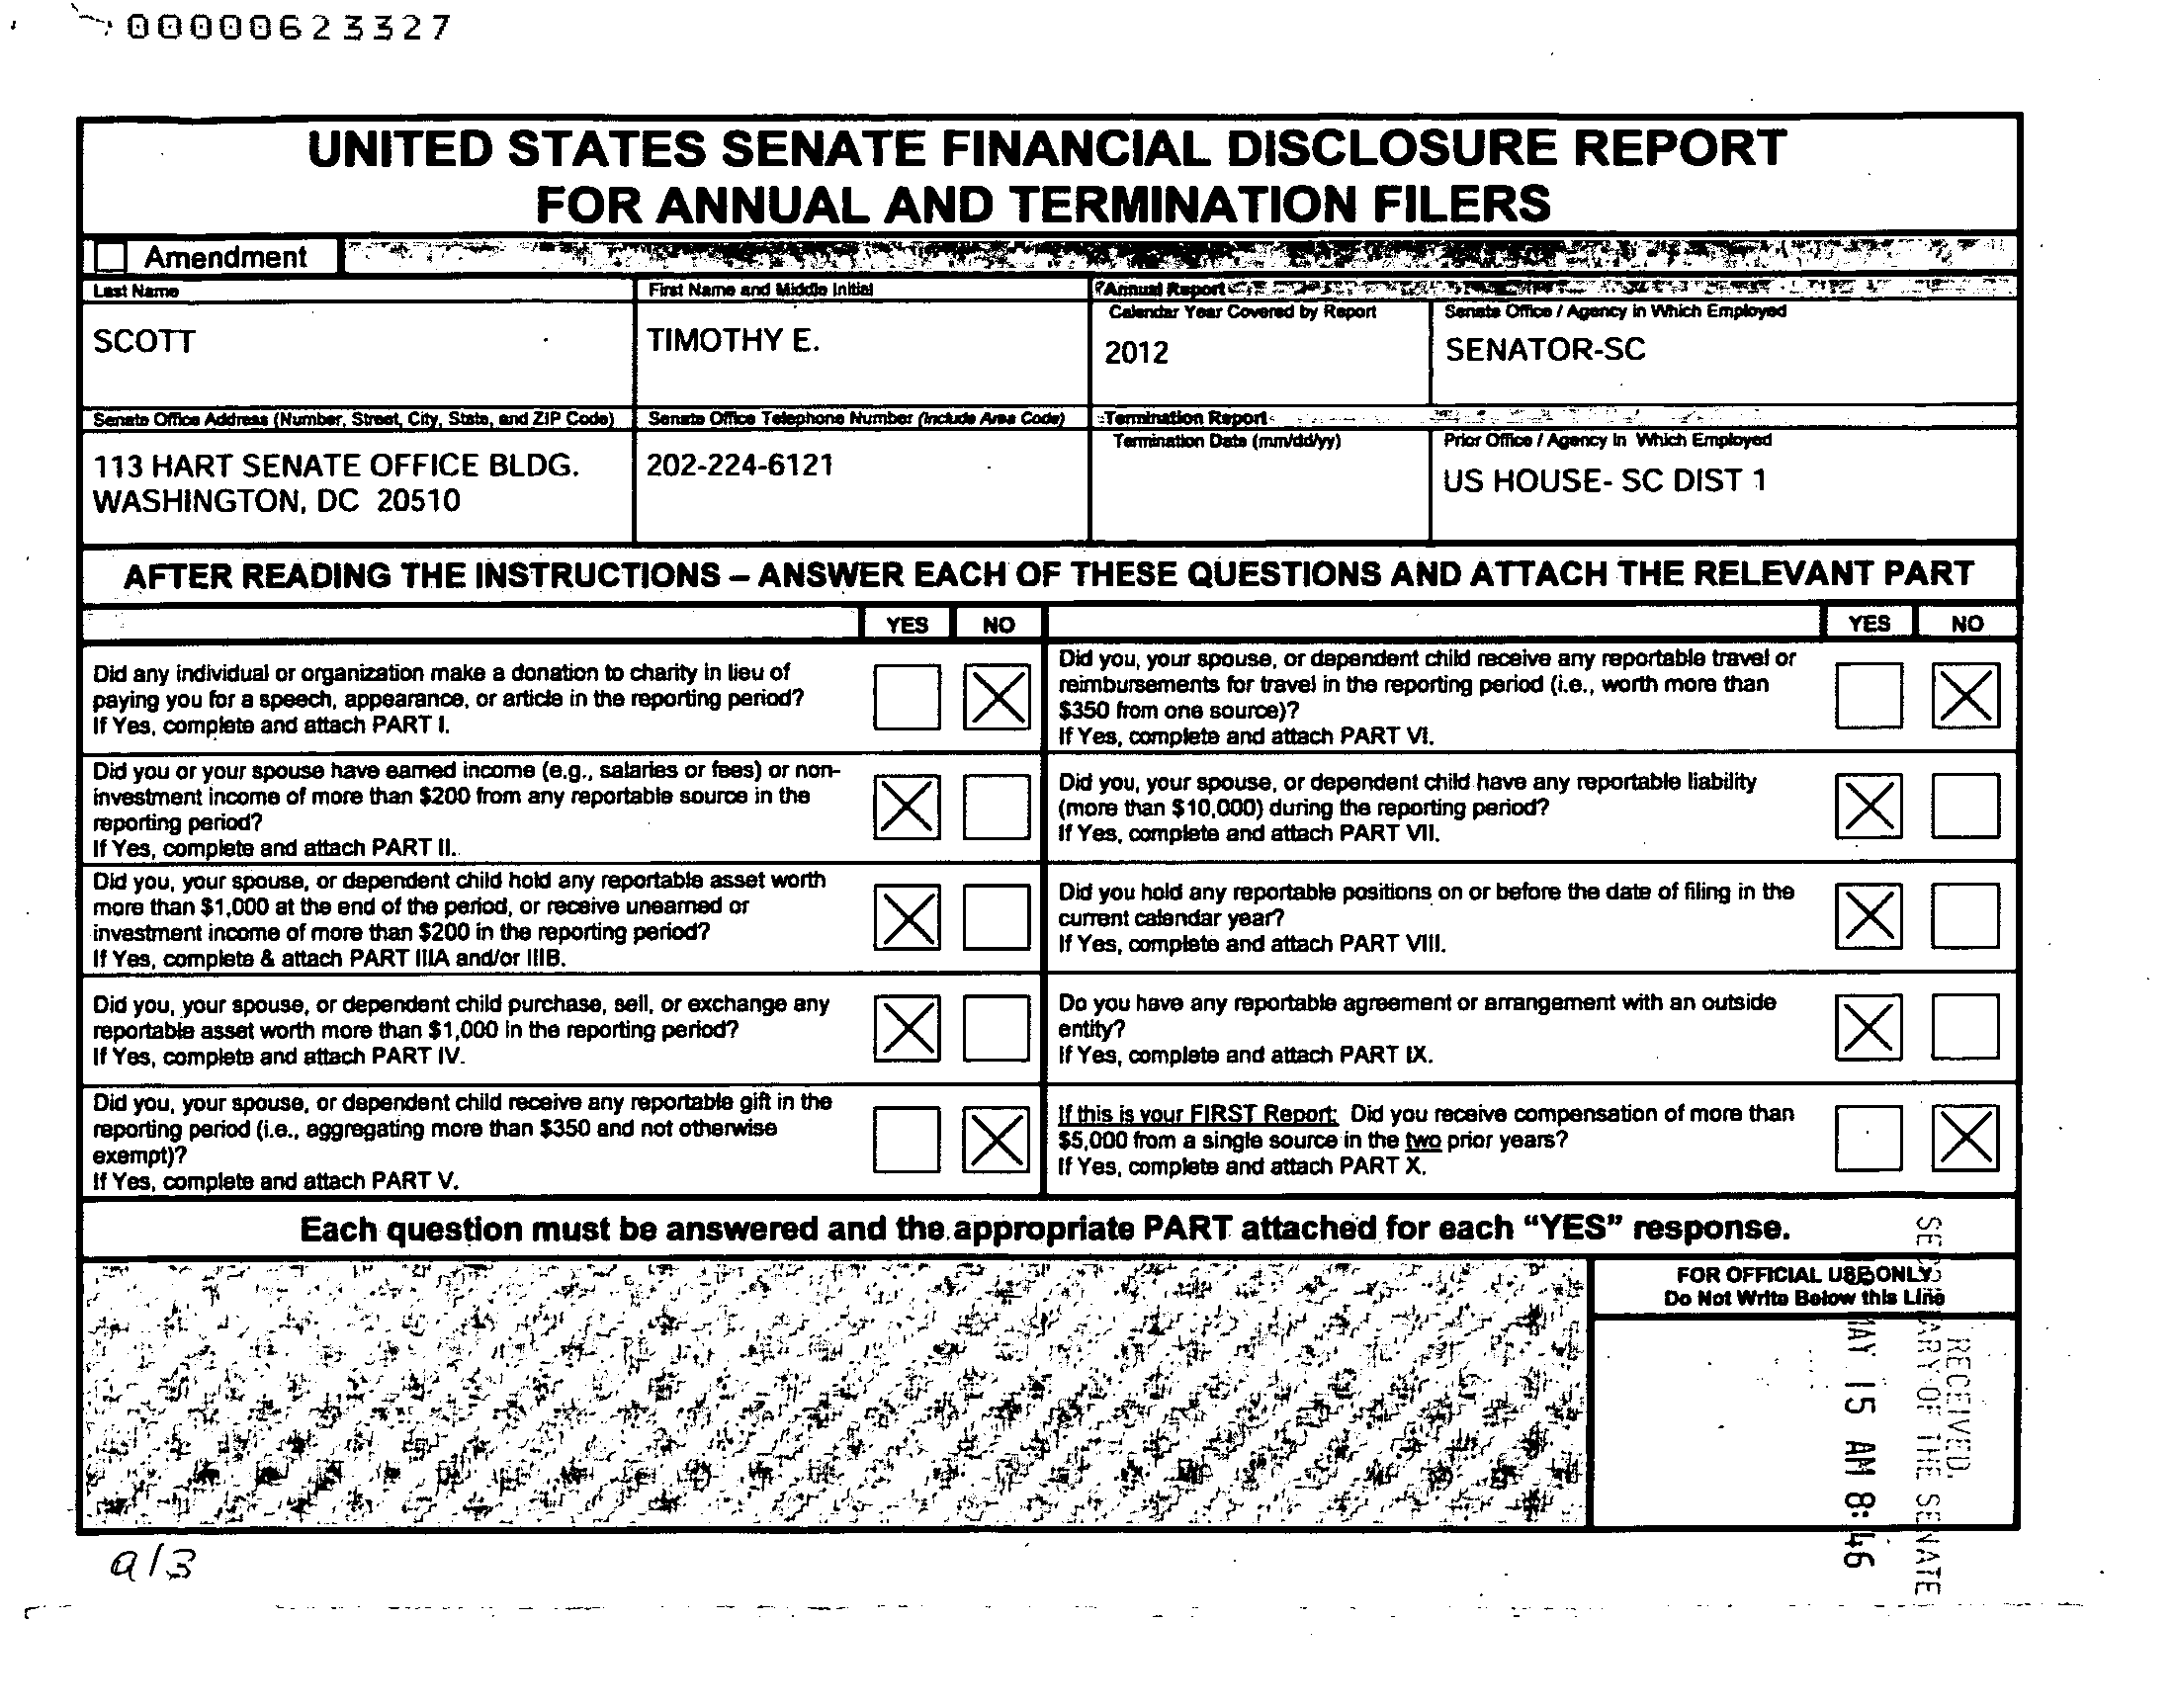 00000623327
UNITED STATES SENATE FINANCIAL DISCLOSURE REPORT
FOR ANNUAL AND TERMINATION FILERS
Amendment
Last Name
First Name and Middle Initial
Annual Report
Calendar Year Covered by Report
Senate Office / Agency in Which Employed
SCOTT
TIMOTHY E.
2012
SENATOR-SC
Senate Office Address (Number, Street, City, State, and ZIP Code)
Senate Office Telephone Number (Include Area Code)
Termination Report
Termination Date (mm/dd/yy)
Prior Office / Agency in Which Employed
113 HART SENATE OFFICE BLDG.
WASHINGTON, DC 20510
202-224-6121
US HOUSE- SC DIST 1
AFTER READING THE INSTRUCTIONS – ANSWER EACH OF THESE QUESTIONS AND ATTACH THE RELEVANT PART
YES NO
YES NO
Did any individual or organization make a donation to charity in lieu of
paying you for a speech, appearance, or article in the reporting period?
If Yes, complete and attach PART I.
Did you, your spouse, or dependent child receive any reportable travel or
reimbursements for travel in the reporting period (i.e., worth more than
$350 from one source)?
If Yes, complete and attach PART VI.
Did you or your spouse have earned income (e.g., salaries or fees) or non-
investment income of more than $200 from any reportable source in the
reporting period?
If Yes, complete and attach PART II.
Did you, your spouse, or dependent child have any reportable liability
(more than $10,000) during the reporting period?
If Yes, complete and attach PART VII.
Did you, your spouse, or dependent child hold any reportable asset worth
more than $1,000 at the end of the period, or receive unearned or
investment income of more than $200 in the reporting period?
If Yes, complete & attach PART IIIA and/or IIIB.
Did you hold any reportable positions on or before the date of filing in the
current calendar year?
If Yes, complete and attach PART VIII.
Did you, your spouse, or dependent child purchase, sell, or exchange any
reportable asset worth more than $1,000 in the reporting period?
If Yes, complete and attach PART IV.
Do you have any reportable agreement or arrangement with an outside
entity?
If Yes, complete and attach PART IX.
Did you, your spouse, or dependent child receive any reportable gift in the
reporting period (i.e., aggregating more than $350 and not otherwise
exempt)?
If Yes, complete and attach PART V.
If this is your FIRST Report: Did you receive compensation of more than
$5,000 from a single source in the two prior years?
If Yes, complete and attach PART X.
Each question must be answered and the appropriate PART attached for each “YES” response.
FOR OFFICIAL USE ONLY
Do Not Write Below this Line
RECEIVED
OF THE SENATE
MAY 15 AM 8:46
a/3